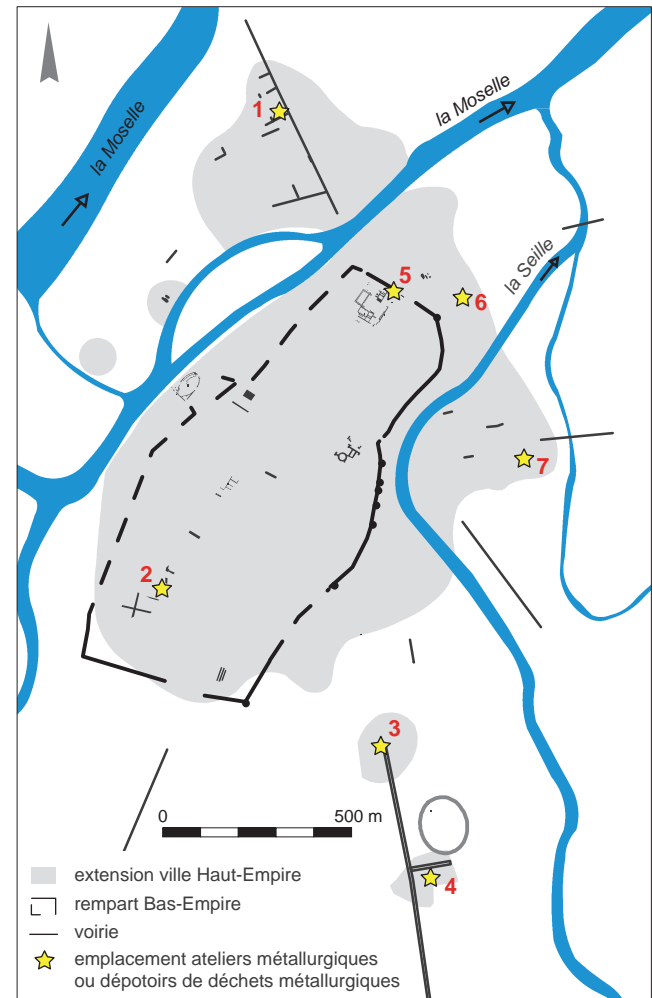 1
la Moselle
la Moselle
la Seille
5
6
7
2
3
0 500 m
4
extension ville Haut-Empire
rempart Bas-Empire
voirie
emplacement ateliers métallurgiques
ou dépotoirs de déchets métallurgiques